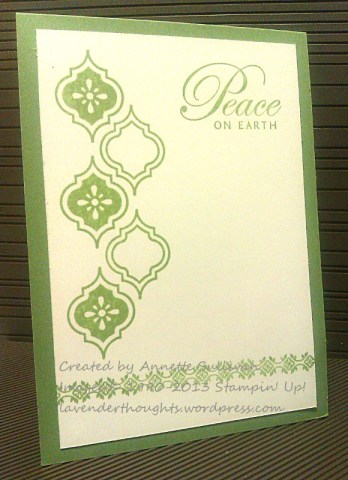 Peace
ON EARTH
Created by Annette
2013 Stampin' Up!
lavenderthoughts.wordpress.com